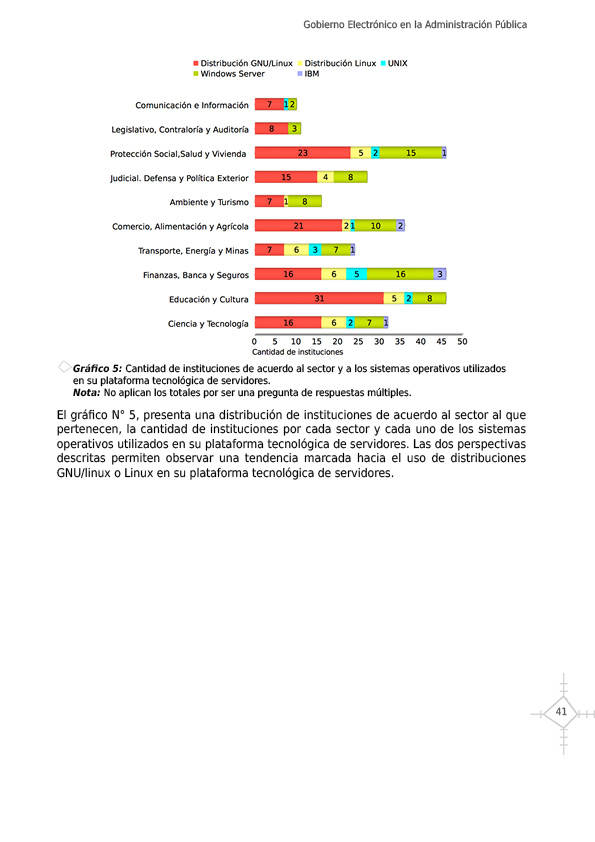 Gobierno Electrónico en la Administración Pública
Distribución GNU/Linux Distribución Linux UNIX
Windows Server IBM
Comunicación e Información 7 1 2
Legislativo, Contraloría y Auditoría 8 3
Protección Social,Salud y Vivienda 23 5 2 15 1
Judicial. Defensa y Política Exterior 15 4 8
Ambiente y Turismo 7 1 8
Comercio, Alimentación y Agrícola 21 2 1 10 2
Transporte, Energía y Minas 7 6 3 7 1
Finanzas, Banca y Seguros 16 6 5 16 3
Educación y Cultura 31 5 2 8
Ciencia y Tecnología 16 6 2 7 1
0 5 10 15 20 25 30 35 40 45 50
Cantidad de instituciones
Gráfico 5: Cantidad de instituciones de acuerdo al sector y a los sistemas operativos utilizados
en su plataforma tecnológica de servidores.
Nota: No aplican los totales por ser una pregunta de respuestas múltiples.
El gráfico N° 5, presenta una distribución de instituciones de acuerdo al sector al que
pertenecen, la cantidad de instituciones por cada sector y cada uno de los sistemas
operativos utilizados en su plataforma tecnológica de servidores. Las dos perspectivas
descritas permiten observar una tendencia marcada hacia el uso de distribuciones
GNU/linux o Linux en su plataforma tecnológica de servidores.
41